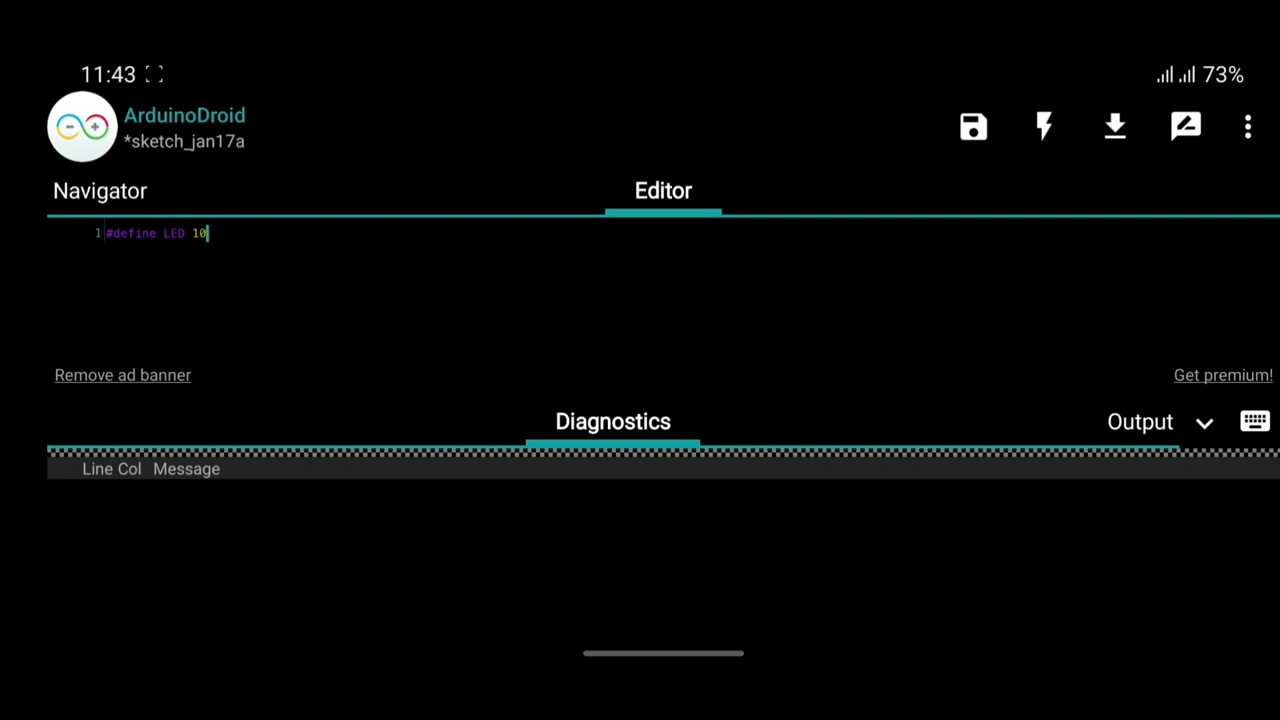 11:43 73%
ArduinoDroid
*sketch_jan17a
Navigator Editor
1 #define LED 10
Remove ad banner Get premium!
Diagnostics Output
Line Col Message